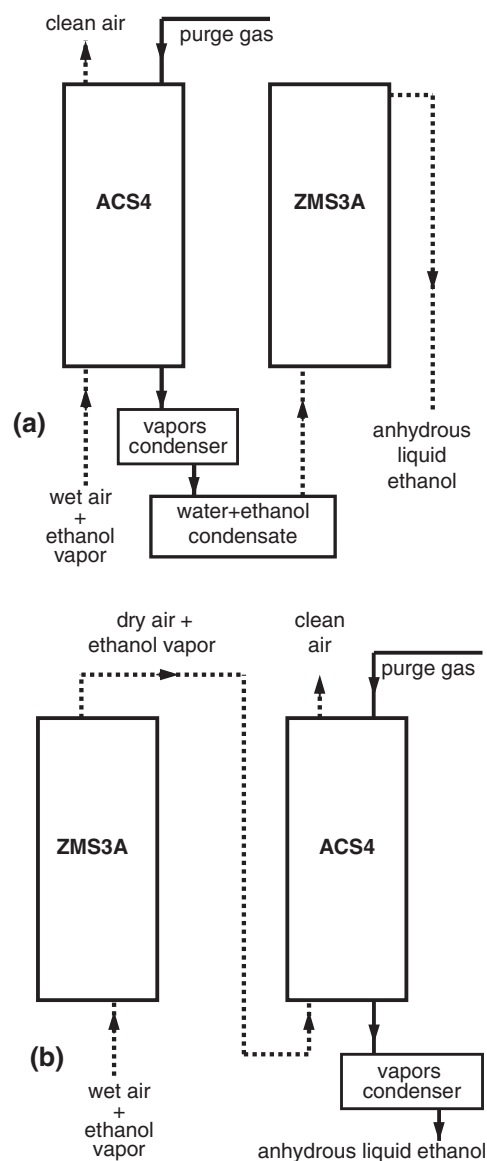 clean air
purge gas
ACS4
ZMS3A
(a)
vapors
condenser
anhydrous
liquid
ethanol
wet air
+
ethanol
vapor
water+ethanol
condensate
dry air +
ethanol vapor
clean
air
purge gas
ZMS3A
ACS4
(b)
vapors
condenser
wet air
+
ethanol
vapor
anhydrous liquid ethanol